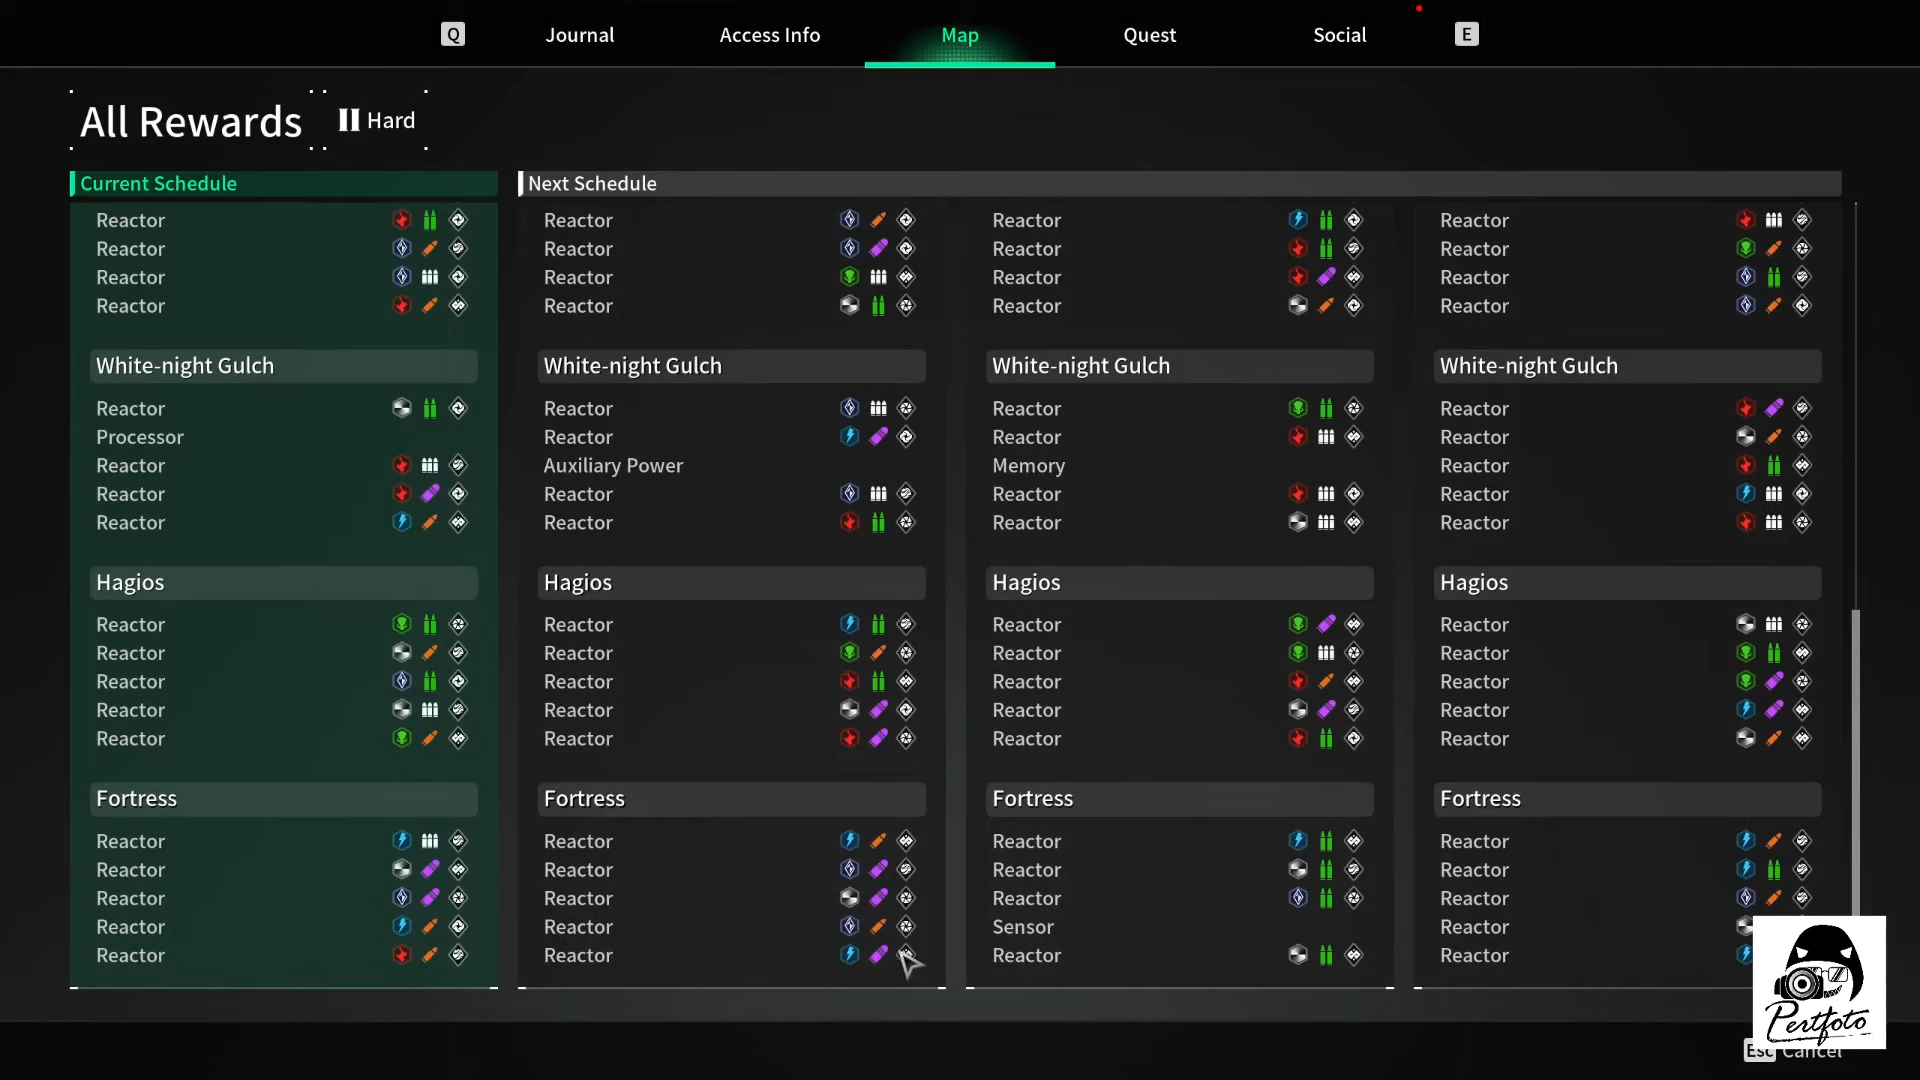 Q
Journal
Access Info
Map
Quest
Social
E
All Rewards
II Hard
Current Schedule
Reactor
Reactor
Reactor
Reactor
White-night Gulch
Reactor
Processor
Reactor
Reactor
Reactor
Hagios
Reactor
Reactor
Reactor
Reactor
Reactor
Fortress
Reactor
Reactor
Reactor
Reactor
Reactor
Next Schedule
Reactor
Reactor
Reactor
Reactor
White-night Gulch
Reactor
Reactor
Auxiliary Power
Reactor
Reactor
Hagios
Reactor
Reactor
Reactor
Reactor
Reactor
Fortress
Reactor
Reactor
Reactor
Reactor
Reactor
Reactor
Reactor
Reactor
Reactor
White-night Gulch
Reactor
Reactor
Memory
Reactor
Reactor
Hagios
Reactor
Reactor
Reactor
Reactor
Reactor
Fortress
Reactor
Reactor
Reactor
Sensor
Reactor
Reactor
Reactor
Reactor
Reactor
White-night Gulch
Reactor
Reactor
Reactor
Reactor
Reactor
Hagios
Reactor
Reactor
Reactor
Reactor
Reactor
Fortress
Reactor
Reactor
Reactor
Reactor
Reactor
Pertfoto
Esc Cancel